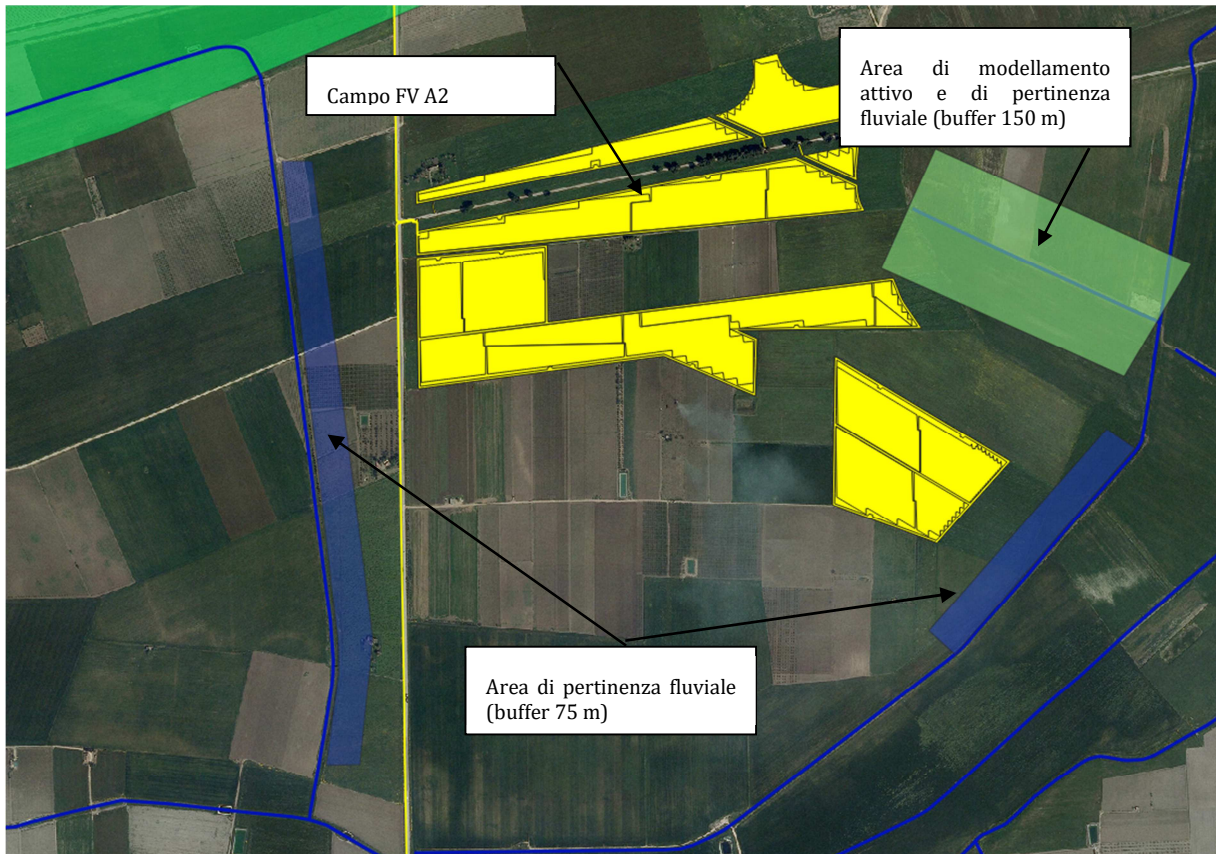 Campo FV A2
Area di modellamento
attivo e di pertinenza
fluviale (buffer 150 m)
Area di pertinenza fluviale
(buffer 75 m)